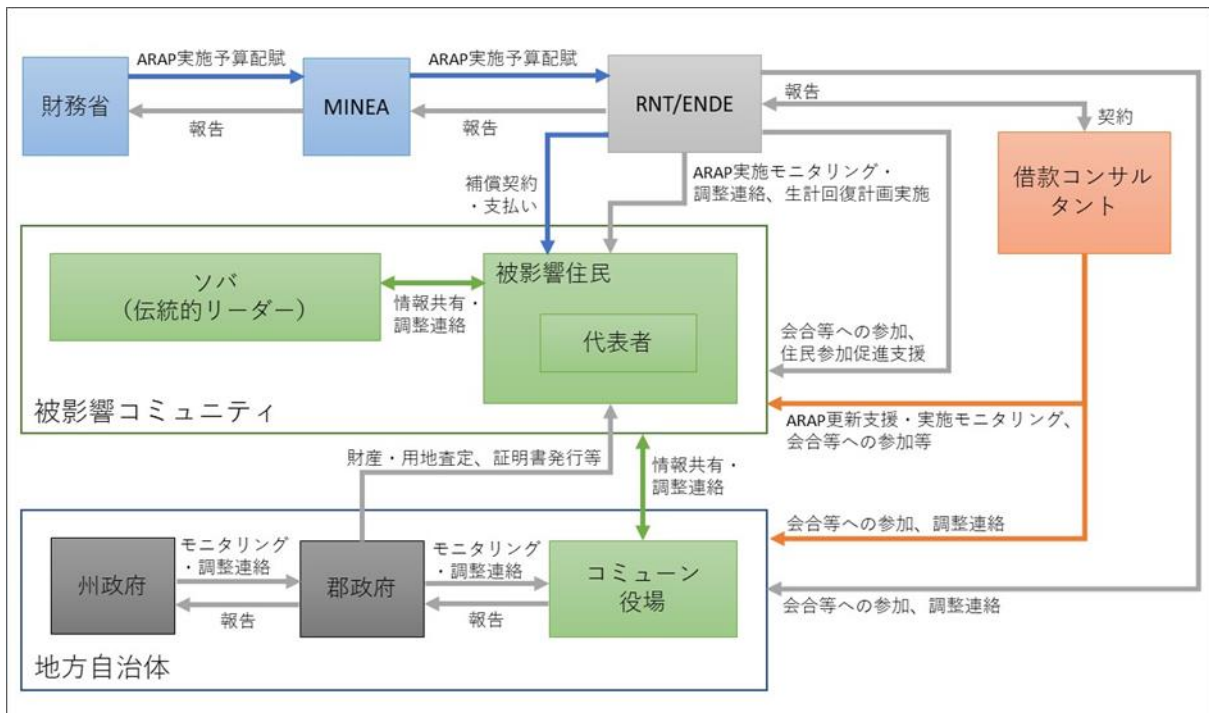 ARAP実施予算配賦
ARAP実施予算配賦
財務省
MINEA
RNT/ENDE
報告
報告
報告
契約
借款コンサル
タント
補償契約
・支払い
ARAP実施モニタリング・
調整連絡、生計回復計画実施
ソバ
（伝統的リーダー）
情報共有・
調整連絡
被影響住民
代表者
会合等への参加、
住民参加促進支援
被影響コミュニティ
ARAP更新支援・実施モニタリング、
会合等への参加等
財産・用地査定、証明書発行等
情報共有・
調整連絡
会合等への参加、調整連絡
州政府
モニタリング
・調整連絡
報告
郡政府
モニタリング
・調整連絡
報告
コミューン
役場
会合等への参加、調整連絡
地方自治体